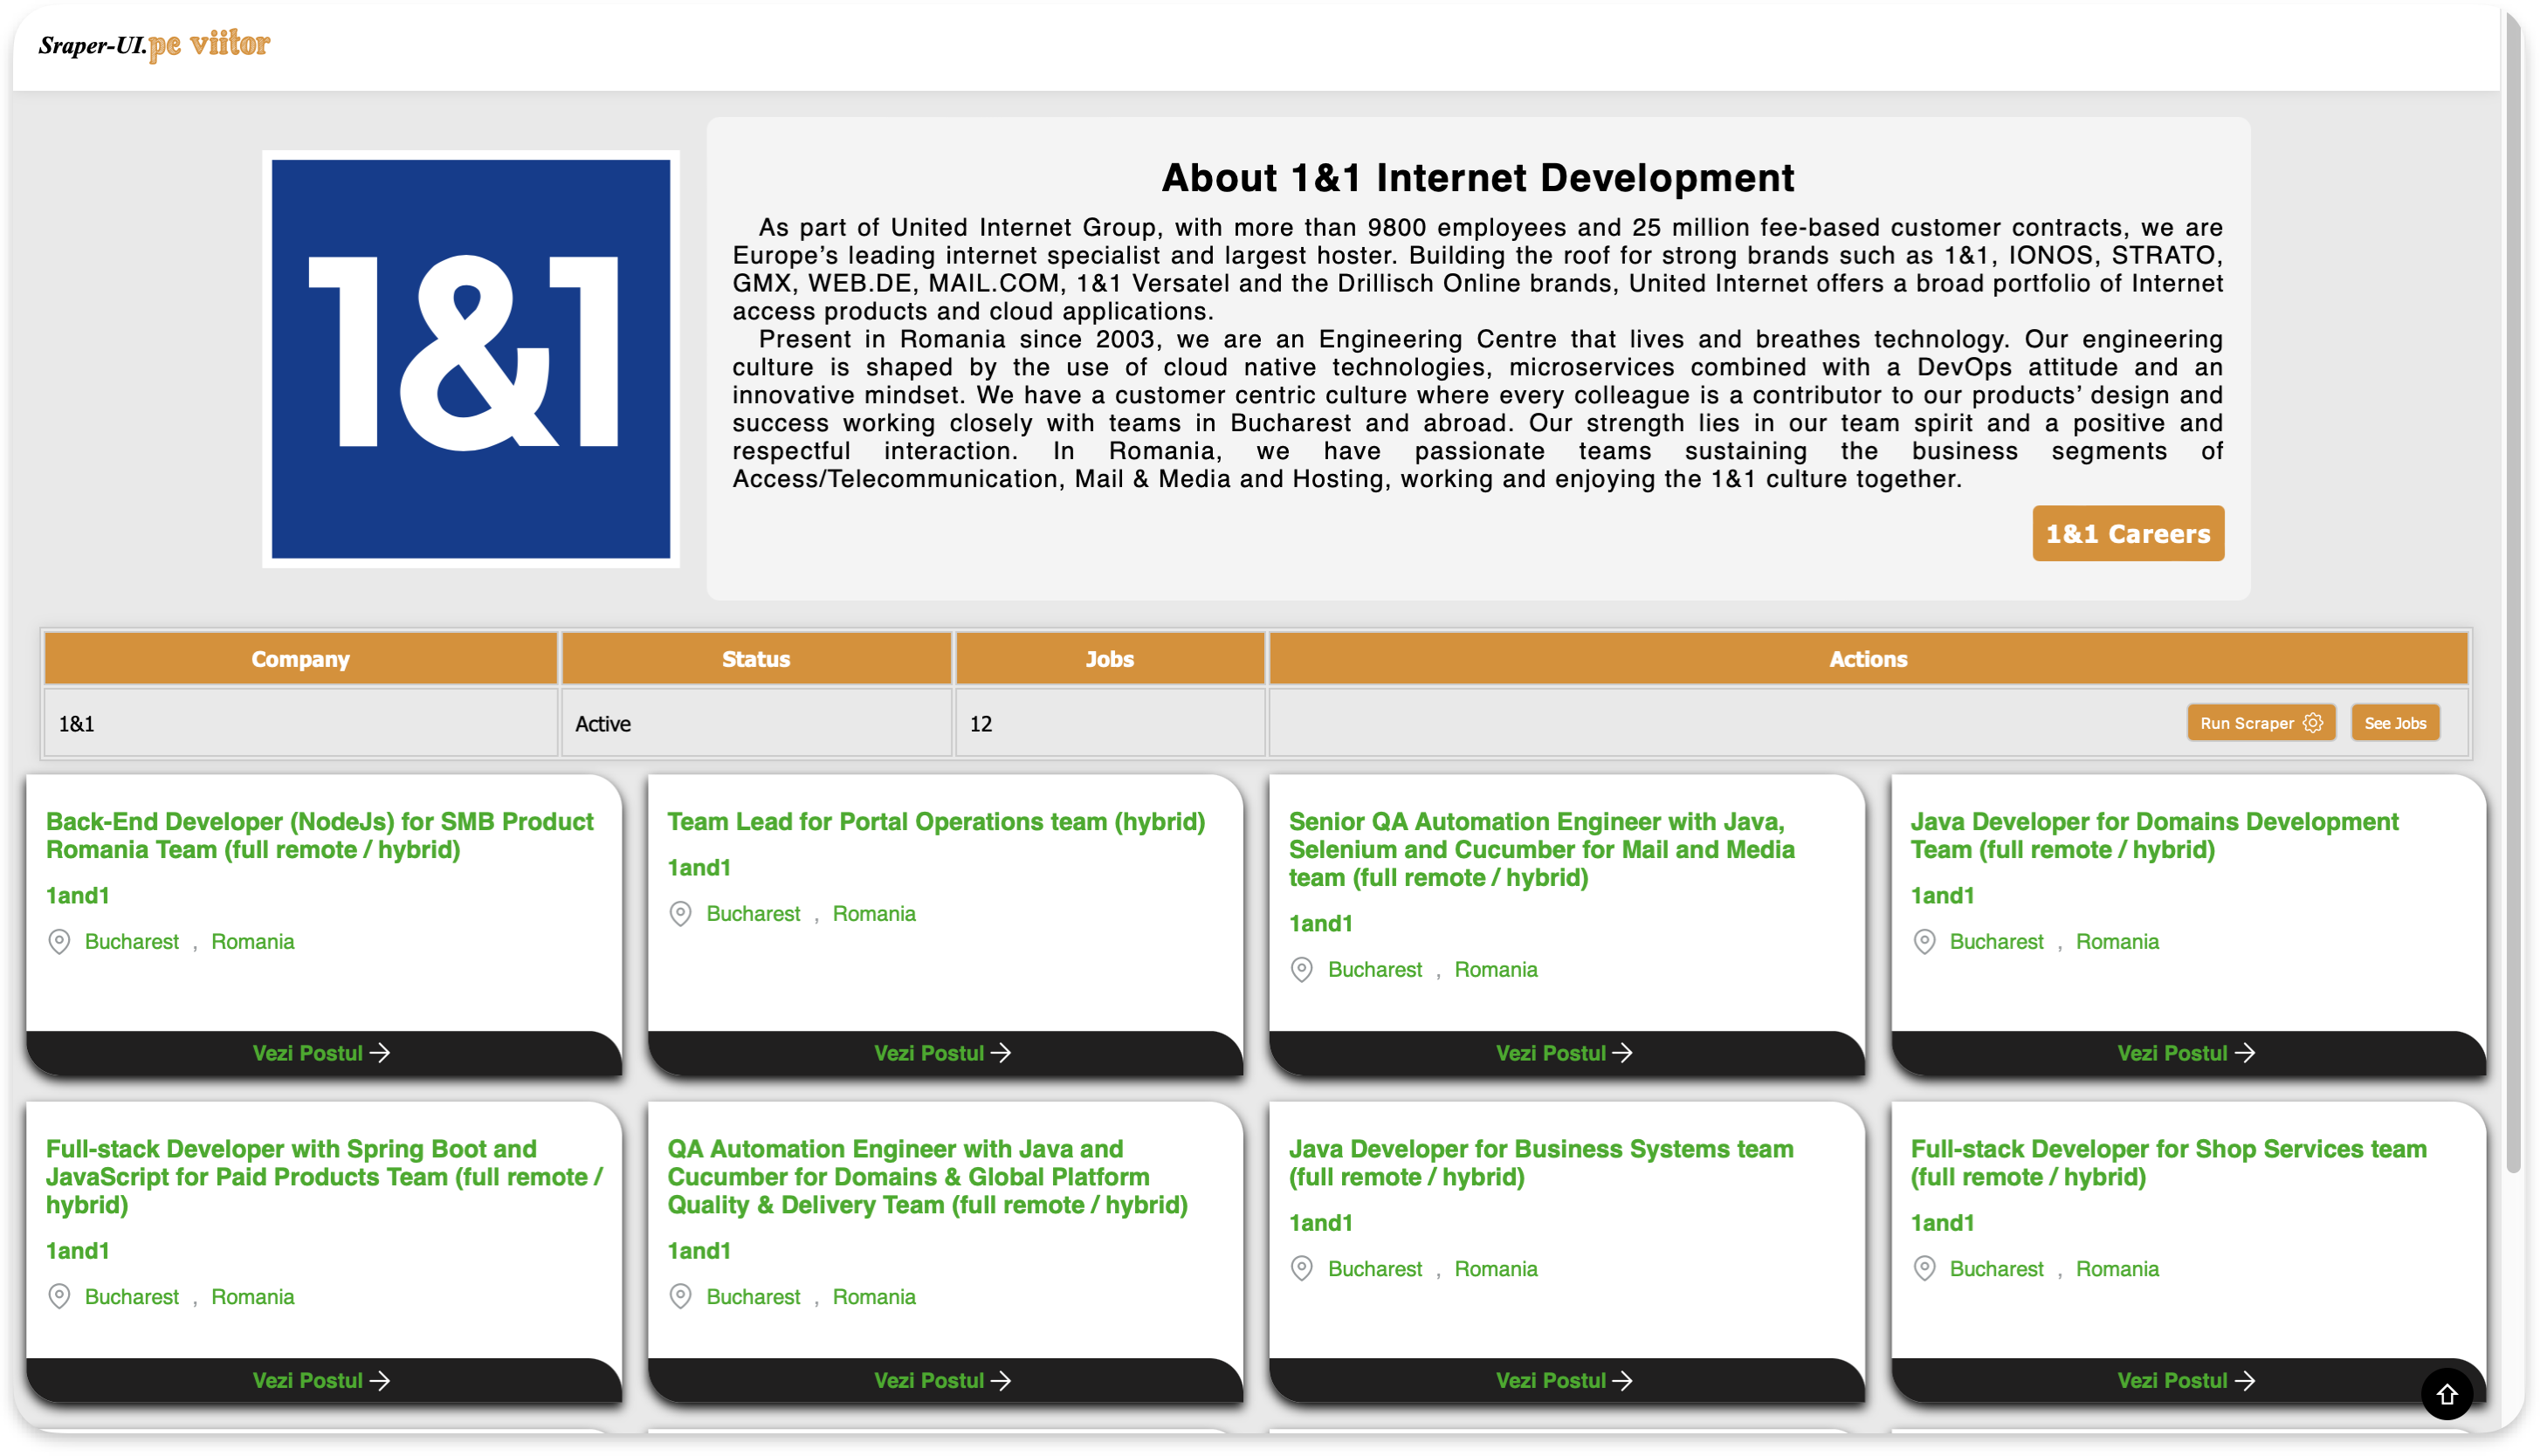 Sraper-UI.pe viitor
1&1
About 1&1 Internet Development
As part of United Internet Group, with more than 9800 employees and 25 million fee-based customer contracts, we are
Europe’s leading internet specialist and largest hoster. Building the roof for strong brands such as 1&1, IONOS, STRATO,
GMX, WEB.DE, MAIL.COM, 1&1 Versatel and the Drillisch Online brands, United Internet offers a broad portfolio of Internet
access products and cloud applications.
Present in Romania since 2003, we are an Engineering Centre that lives and breathes technology. Our engineering
culture is shaped by the use of cloud native technologies, microservices combined with a DevOps attitude and an
innovative mindset. We have a customer centric culture where every colleague is a contributor to our products’ design and
success working closely with teams in Bucharest and abroad. Our strength lies in our team spirit and a positive and
respectful interaction. In Romania, we have passionate teams sustaining the business segments of
Access/Telecommunication, Mail & Media and Hosting, working and enjoying the 1&1 culture together.
1&1 Careers
Company Status Jobs Actions
1&1 Active 12 Run Scraper See Jobs
Back-End Developer (NodeJs) for SMB Product
Romania Team (full remote / hybrid)
1and1
Bucharest , Romania
Vezi Postul
Team Lead for Portal Operations team (hybrid)
1and1
Bucharest , Romania
Vezi Postul
Senior QA Automation Engineer with Java,
Selenium and Cucumber for Mail and Media
team (full remote / hybrid)
1and1
Bucharest , Romania
Vezi Postul
Java Developer for Domains Development
Team (full remote / hybrid)
1and1
Bucharest , Romania
Vezi Postul
Full-stack Developer with Spring Boot and
JavaScript for Paid Products Team (full remote /
hybrid)
1and1
Bucharest , Romania
Vezi Postul
QA Automation Engineer with Java and
Cucumber for Domains & Global Platform
Quality & Delivery Team (full remote / hybrid)
1and1
Bucharest , Romania
Vezi Postul
Java Developer for Business Systems team
(full remote / hybrid)
1and1
Bucharest , Romania
Vezi Postul
Full-stack Developer for Shop Services team
(full remote / hybrid)
1and1
Bucharest , Romania
Vezi Postul